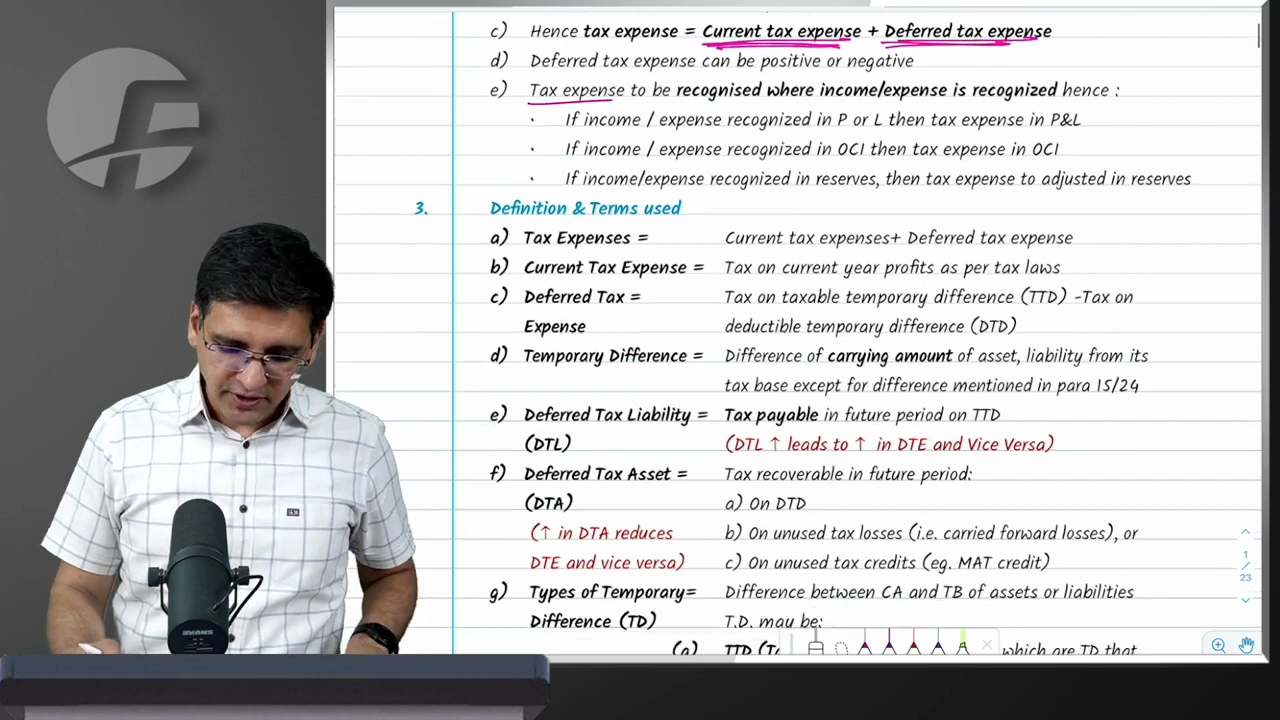 c) Hence tax expense = Current tax expense + Deferred tax expense
d) Deferred tax expense can be positive or negative
e) Tax expense to be recognised where income/expense is recognized hence :
· If income / expense recognized in P or L then tax expense in P&L
· If income / expense recognized in OCI then tax expense in OCI
· If income/expense recognized in reserves, then tax expense to adjusted in reserves
3. Definition & Terms used
a) Tax Expenses = Current tax expenses+ Deferred tax expense
b) Current Tax Expense = Tax on current year profits as per tax laws
c) Deferred Tax = Tax on taxable temporary difference (TTD) -Tax on
Expense deductible temporary difference (DTD)
d) Temporary Difference = Difference of carrying amount of asset, liability from its
tax base except for difference mentioned in para 15/24
e) Deferred Tax Liability = Tax payable in future period on TTD
(DTL) (DTL ↑ leads to ↑ in DTE and Vice Versa)
f) Deferred Tax Asset = Tax recoverable in future period:
(DTA) a) On DTD
(↑ in DTA reduces b) On unused tax losses (i.e. carried forward losses), or
DTE and vice versa) c) On unused tax credits (eg. MAT credit)
g) Types of Temporary= Difference between CA and TB of assets or liabilities
Difference (TD) T.D. may be:
(a) TTD (Ta which are TD that
1
/
23
SHURE